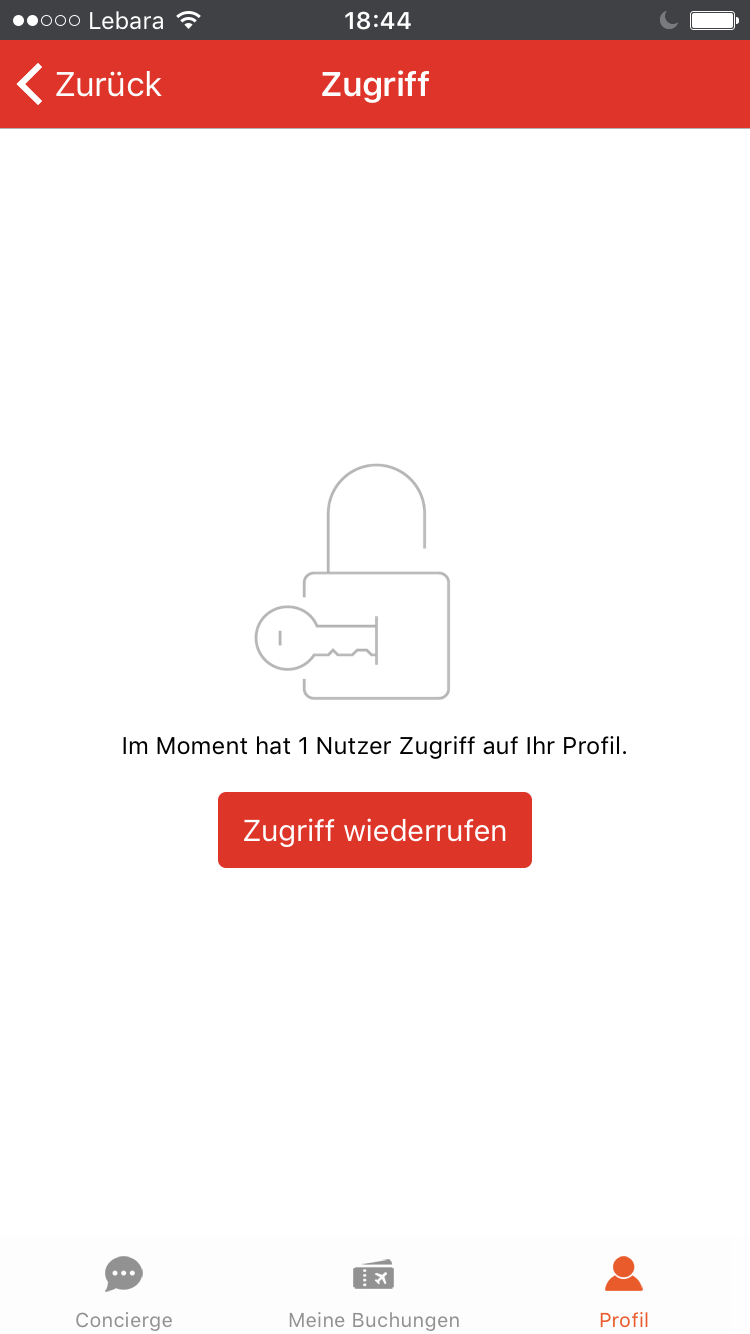 Lebara 18:44
Zurück Zugriff
Im Moment hat 1 Nutzer Zugriff auf Ihr Profil.
Zugriff wiederrufen
Concierge Meine Buchungen Profil